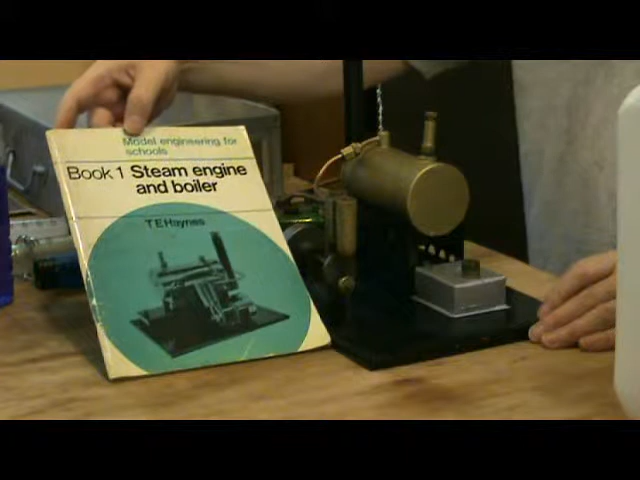 Model engineering for
schools
Book 1 Steam engine
and boiler
T E Haynes